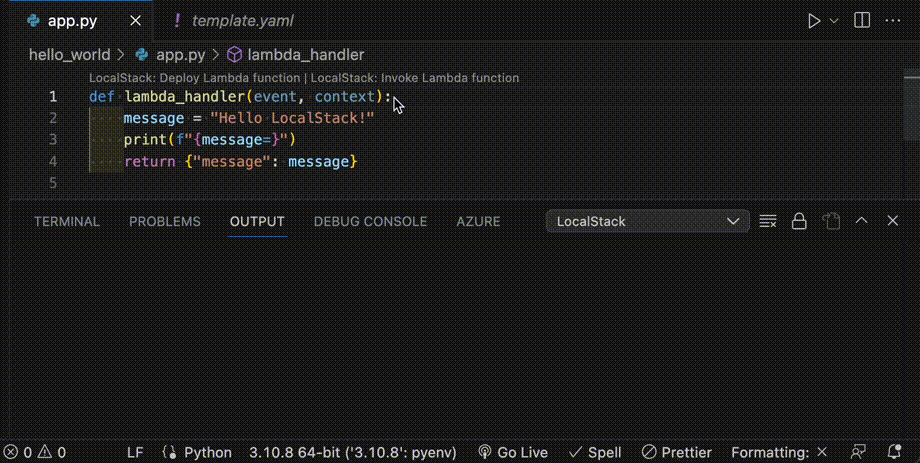 app.py template.yaml
hello_world > app.py > lambda_handler
LocalStack: Deploy Lambda function | LocalStack: Invoke Lambda function
1 def lambda_handler(event, context):
2 message = "Hello LocalStack!"
3 print(f"{message=}")
4 return {"message": message}
5
TERMINAL PROBLEMS OUTPUT DEBUG CONSOLE AZURE LocalStack
0 0 LF Python 3.10.8 64-bit ('3.10.8': pyenv) Go Live Spell Prettier Formatting: ×